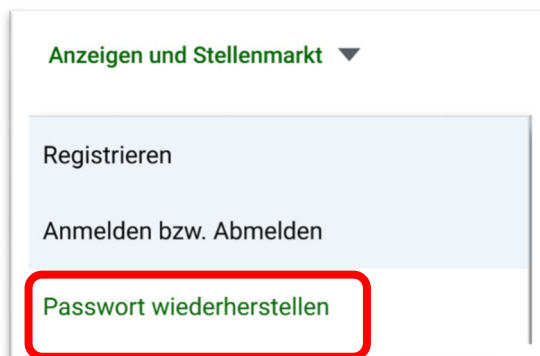 Anzeigen und Stellenmarkt
Registrieren
Anmelden bzw. Abmelden
Passwort wiederherstellen